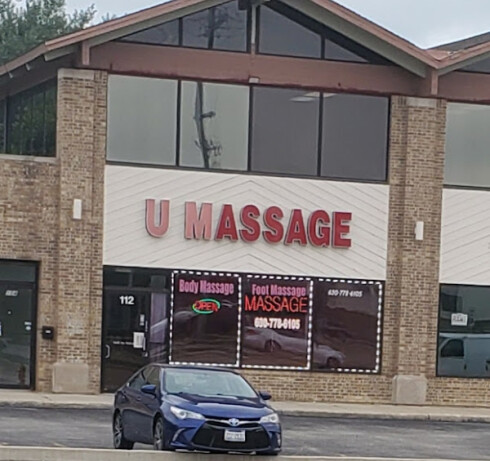 U MASSAGE
Body Massage
OPEN
Foot Massage
MASSAGE
630-778-6105
630-778-6105
112